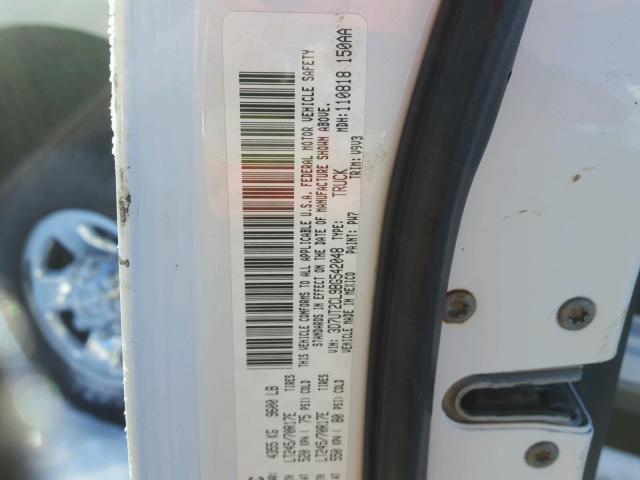 4355 KG 9600 LB
TIRES
LT245/70R17E
520 KPA ( 75 PSI) COLD
TIRES
LT245/70R17E
550 KPA ( 80 PSI) COLD
THIS VEHICLE CONFORMS TO ALL APPLICABLE U.S.A. FEDERAL MOTOR VEHICLE SAFETY
STANDARDS IN EFFECT ON THE DATE OF MANUFACTURE SHOWN ABOVE.
VIN: 3D7UT2CL9BG542048 TYPE: TRUCK MDH: 110818 150AA
VEHICLE MADE IN MEXICO PAINT: PW7 TRIM: V9V3